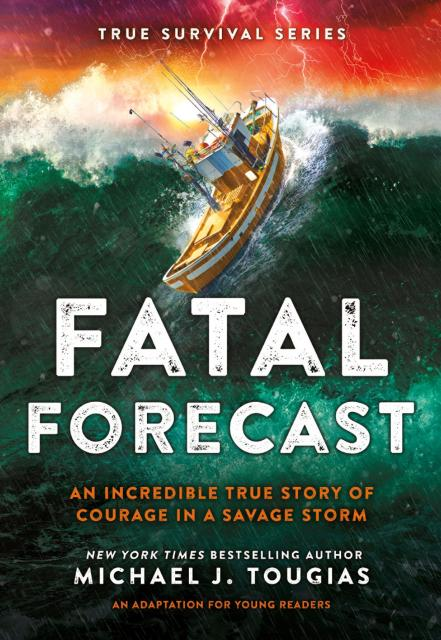 TRUE SURVIVAL SERIES
FATAL
FORECAST
AN INCREDIBLE TRUE STORY OF
COURAGE IN A SAVAGE STORM
NEW YORK TIMES BESTSELLING AUTHOR
MICHAEL J. TOUGIAS
AN ADAPTATION FOR YOUNG READERS